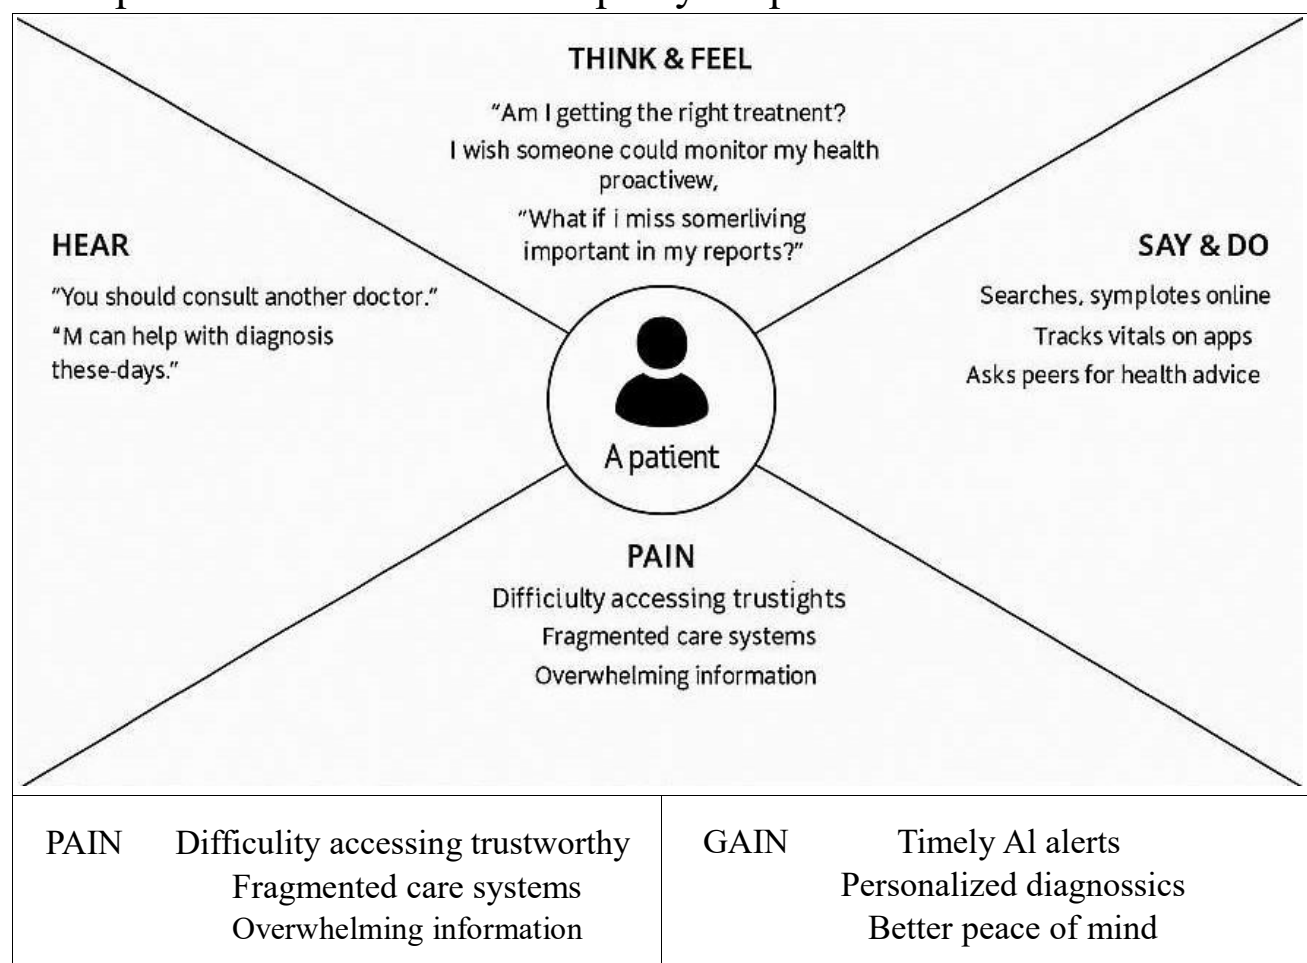 THINK & FEEL
"Am I getting the right treatnent?
I wish someone could monitor my health
proactivew,
"What if i miss somerliving
important in my reports?"
HEAR
"You should consult another doctor."
"M can help with diagnosis
these-days."
SAY & DO
Searches, symplotes online
Tracks vitals on apps
Asks peers for health advice
A patient
PAIN
Difficiulty accessing trustights
Fragmented care systems
Overwhelming information
PAIN Difficulity accessing trustworthy
Fragmented care systems
Overwhelming information
GAIN Timely Al alerts
Personalized diagnossics
Better peace of mind